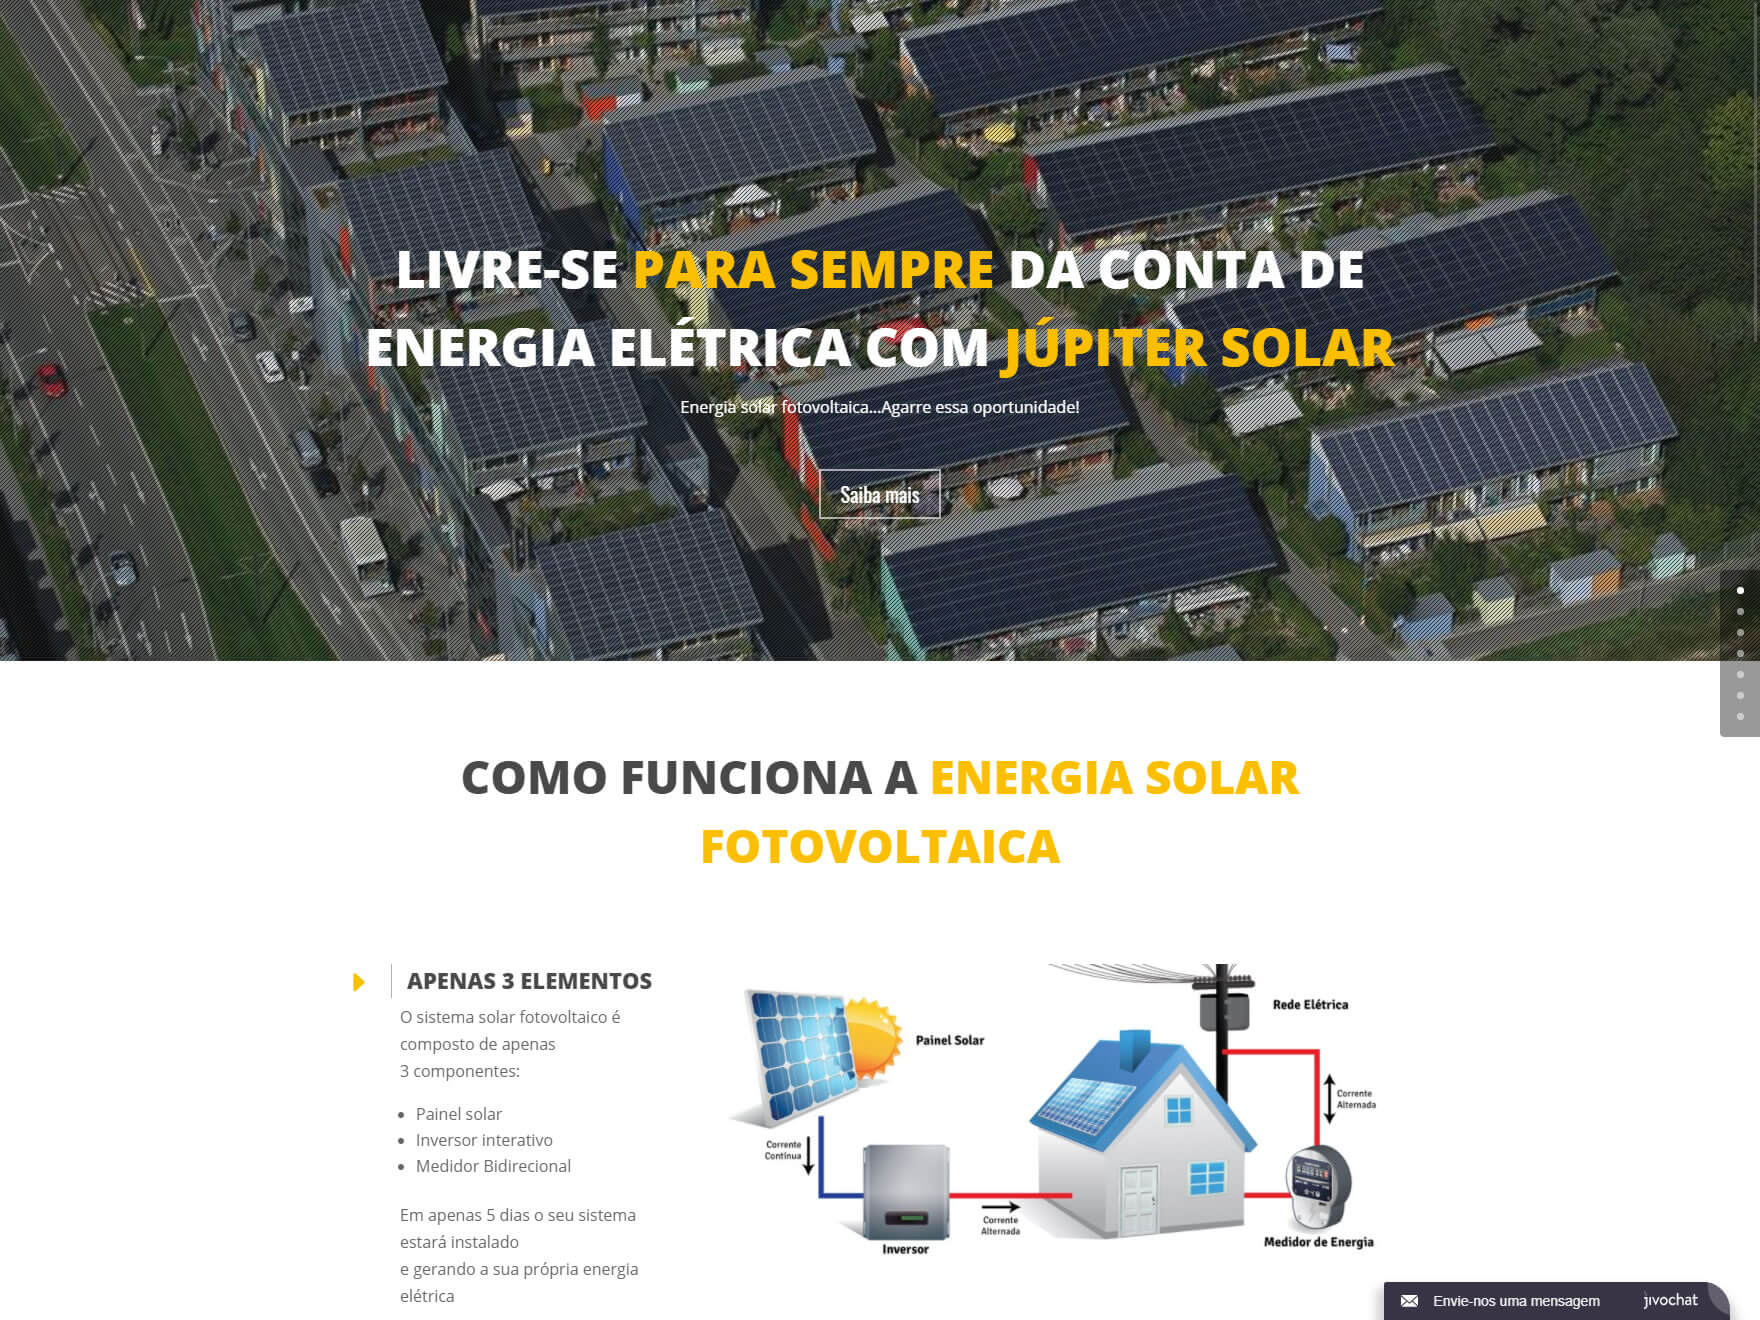 LIVRE-SE PARA SEMPRE DA CONTA DE
ENERGIA ELÉTRICA COM JÚPITER SOLAR
Energia solar fotovoltaica...Agarre essa oportunidade!
Saiba mais
COMO FUNCIONA A ENERGIA SOLAR
FOTOVOLTAICA
APENAS 3 ELEMENTOS
O sistema solar fotovoltaico é
composto de apenas
3 componentes:
Painel solar
Inversor interativo
Medidor Bidirecional
Em apenas 5 dias o seu sistema
estará instalado
e gerando a sua própria energia
elétrica
Painel Solar
Rede Elétrica
Corrente
Alternada
Corrente
Contínua
Corrente
Alternada
Inversor
Medidor de Energia
Envie-nos uma mensagem
jivochat